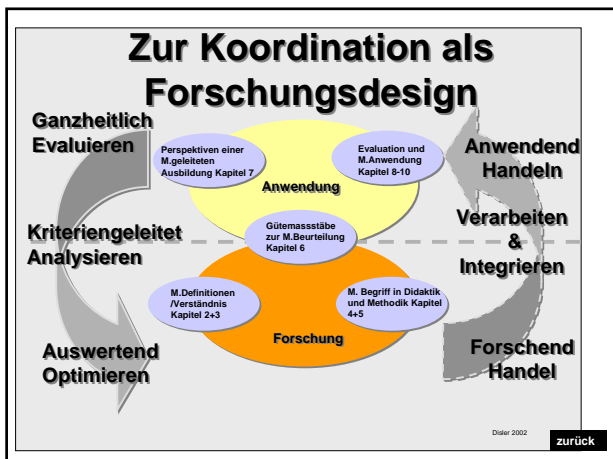 Zur Koordination als
Forschungsdesign
Ganzheitlich
Evaluieren
Kriteriengeleitet
Analysieren
Auswertend
Optimieren
Perspektiven einer
M.geleiteten
Ausbildung Kapitel 7
Evaluation und
M.Anwendung
Kapitel 8-10
Anwendung
Gütemassstäbe
zur M.Beurteilung
Kapitel 6
M.Definitionen
/Verständnis
Kapitel 2+3
M. Begriff in Didaktik
und Methodik Kapitel
4+5
Forschung
Anwendend
Handeln
Verarbeiten
&
Integrieren
Forschend
Handel
Disler 2002
zurück